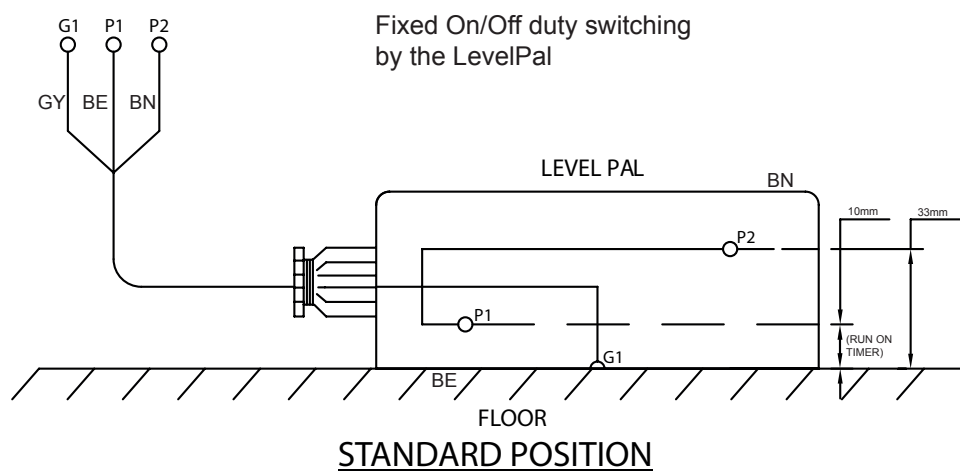 G1 P1 P2
Fixed On/Off duty switching
by the LevelPal
GY BE BN
LEVEL PAL
BN
10mm
33mm
P2
P1
(RUN ON
TIMER)
G1
BE
FLOOR
STANDARD POSITION